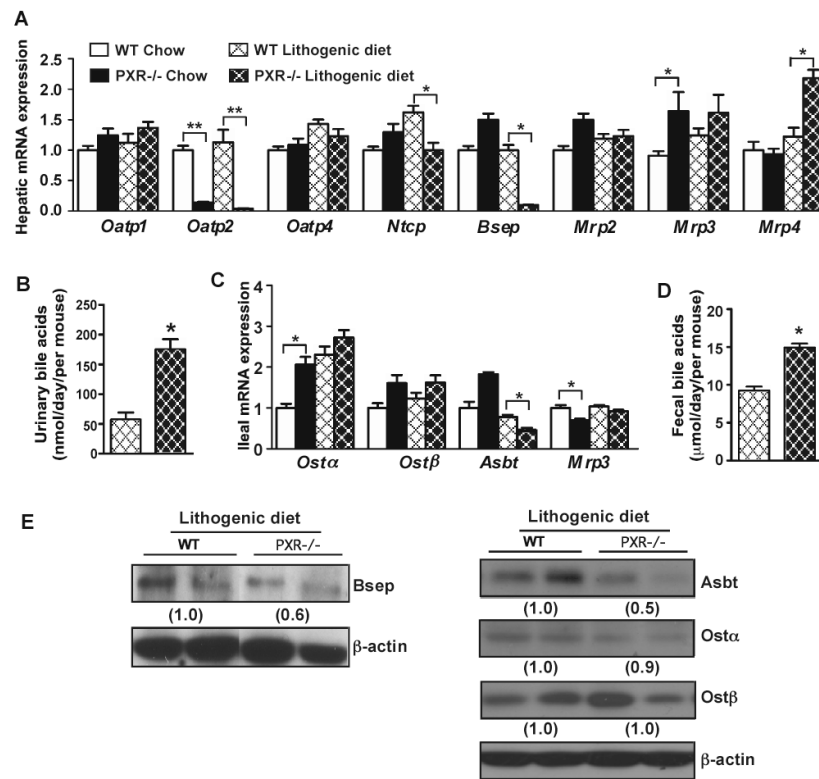 A
WT Chow
WT Lithogenic diet
PXR-/- Chow
PXR-/- Lithogenic diet
Hepatic mRNA expression
2.5
2.0
1.5
1.0
0.5
0.0
** ** * * * *
Oatp1 Oatp2 Oatp4 Ntcp Bsep Mrp2 Mrp3 Mrp4
B
Urinary bile acids
(nmol/day/per mouse)
250
200
150
100
50
0
*
C
Ileal mRNA expression
4
3
2
1
0
* * *
Ostα Ostβ Asbt Mrp3
D
Fecal bile acids
(μmol/day/per mouse)
20
15
10
5
0
*
E
Lithogenic diet
WT PXR-/-
Bsep
(1.0) (0.6)
β-actin
Lithogenic diet
WT PXR-/-
Asbt
(1.0) (0.5)
Ostα
(1.0) (0.9)
Ostβ
(1.0) (1.0)
β-actin